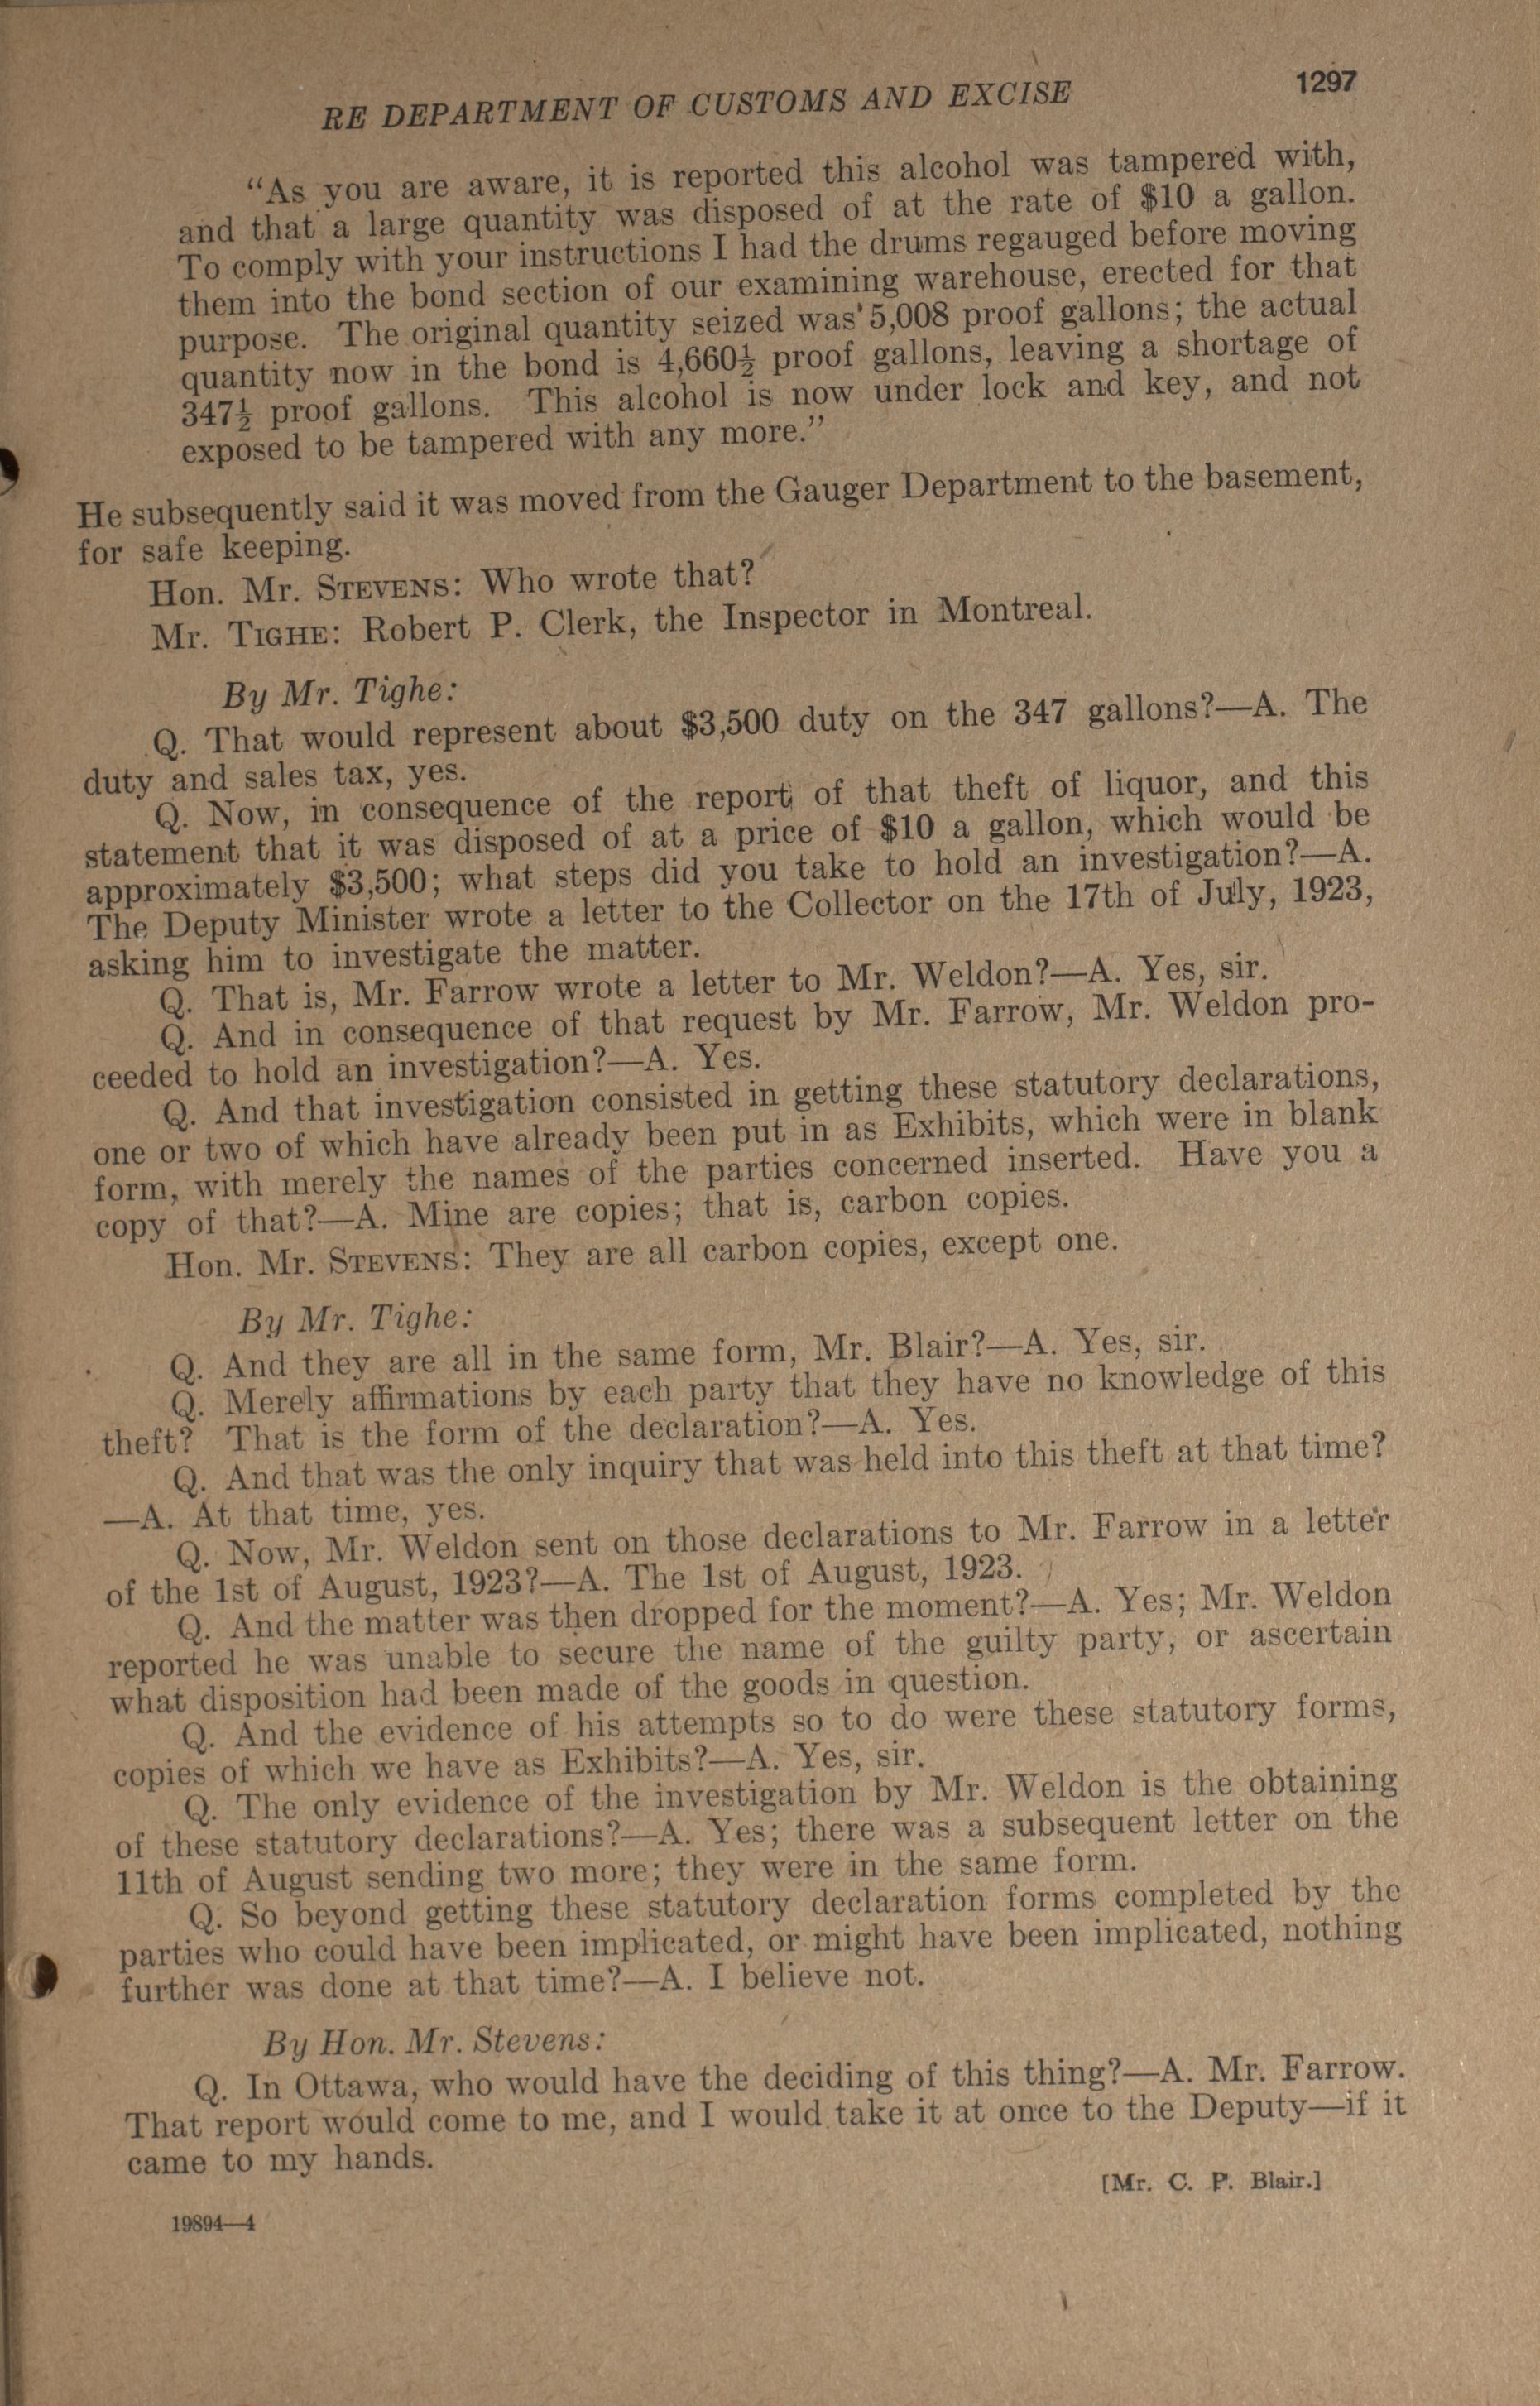 RE DEPARTMENT OF CUSTOMS AND EXCISE 1297
“As you are aware, it is reported this alcohol was tampered with,
and that a large quantity was disposed of at the rate of $10 a gallon.
To comply with your instructions I had the drums regauged before moving
them into the bond section of our examining warehouse, erected for that
purpose. The original quantity seized was 5,008 proof gallons; the actual
quantity now in the bond is 4,660½ proof gallons, leaving a shortage of
347½ proof gallons. This alcohol is now under lock and key, and not
exposed to be tampered with any more.”
He subsequently said it was moved from the Gauger Department to the basement,
for safe keeping.
Hon. Mr. STEVENS: Who wrote that?
Mr. TIGHE: Robert P. Clerk, the Inspector in Montreal.
By Mr. Tighe:
Q. That would represent about $3,500 duty on the 347 gallons?—A. The
duty and sales tax, yes.
Q. Now, in consequence of the report of that theft of liquor, and this
statement that it was disposed of at a price of $10 a gallon, which would be
approximately $3,500; what steps did you take to hold an investigation?—A.
The Deputy Minister wrote a letter to the Collector on the 17th of July, 1923,
asking him to investigate the matter.
Q. That is, Mr. Farrow wrote a letter to Mr. Weldon?—A. Yes, sir.
Q. And in consequence of that request by Mr. Farrow, Mr. Weldon pro-
ceeded to hold an investigation?—A. Yes.
Q. And that investigation consisted in getting these statutory declarations,
one or two of which have already been put in as Exhibits, which were in blank
form, with merely the names of the parties concerned inserted. Have you a
copy of that?—A. Mine are copies; that is, carbon copies.
Hon. Mr. STEVENS: They are all carbon copies, except one.
By Mr. Tighe:
Q. And they are all in the same form, Mr. Blair?—A. Yes, sir.
Q. Merely affirmations by each party that they have no knowledge of this
theft? That is the form of the declaration?—A. Yes.
Q. And that was the only inquiry that was held into this theft at that time?
—A. At that time, yes.
Q. Now, Mr. Weldon sent on those declarations to Mr. Farrow in a letter
of the 1st of August, 1923?—A. The 1st of August, 1923.
Q. And the matter was then dropped for the moment?—A. Yes; Mr. Weldon
reported he was unable to secure the name of the guilty party, or ascertain
what disposition had been made of the goods in question.
Q. And the evidence of his attempts so to do were these statutory forms,
copies of which we have as Exhibits?—A. Yes, sir.
Q. The only evidence of the investigation by Mr. Weldon is the obtaining
of these statutory declarations?—A. Yes; there was a subsequent letter on the
11th of August sending two more; they were in the same form.
Q. So beyond getting these statutory declaration forms completed by the
parties who could have been implicated, or might have been implicated, nothing
further was done at that time?—A. I believe not.
By Hon. Mr. Stevens:
Q. In Ottawa, who would have the deciding of this thing?—A. Mr. Farrow.
That report would come to me, and I would take it at once to the Deputy—if it
came to my hands.
[Mr. C. P. Blair.]
19894—4